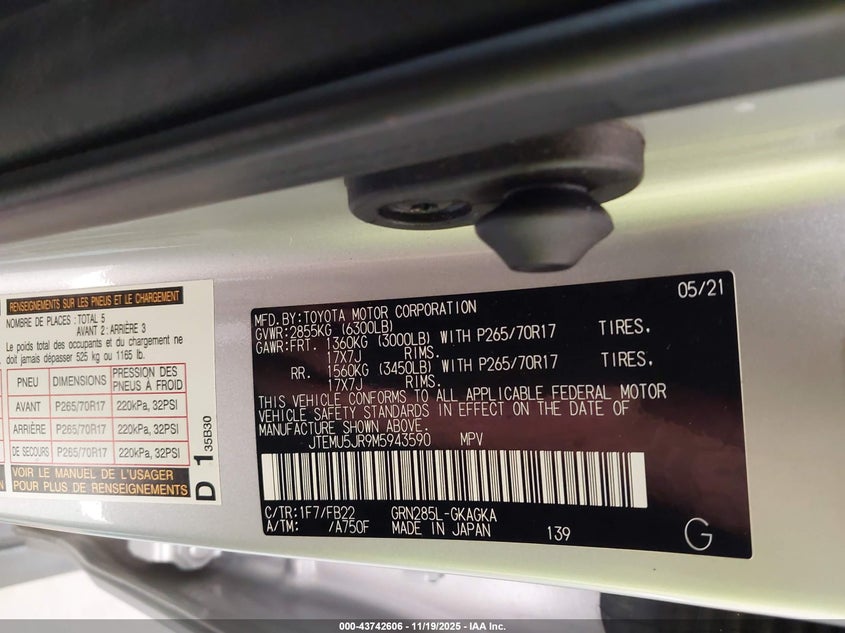 RENSEIGNEMENTS SUR LES PNEUS ET LE CHARGEMENT
NOMBRE DE PLACES : TOTAL 5
AVANT 2 : ARRIÈRE 3
Le poids total des occupants et du chargement ne
doit jamais dépasser 525 kg ou 1165 lb.
PNEU DIMENSIONS PRESSION DES PNEUS À FROID
AVANT P265/70R17 220kPa, 32PSI
ARRIÈRE P265/70R17 220kPa, 32PSI
DE SECOURS P265/70R17 220kPa, 32PSI
VOIR LE MANUEL DE L'USAGER
POUR PLUS DE RENSEIGNEMENTS
D 1
35B30
05/21
MFD.BY:TOYOTA MOTOR CORPORATION
GVWR:2855KG (6300LB)
GAWR:FRT. 1360KG (3000LB) WITH P265/70R17 TIRES.
17X7J RIMS.
RR. 1560KG (3450LB) WITH P265/70R17 TIRES.
17X7J RIMS.
THIS VEHICLE CONFORMS TO ALL APPLICABLE FEDERAL MOTOR
VEHICLE SAFETY STANDARDS IN EFFECT ON THE DATE OF
MANUFACTURE SHOWN ABOVE.
JTEMU5JR9M5943590 MPV
C/TR:1F7/FB22 GRN285L-GKAGKA
A/TM: /A750F MADE IN JAPAN 139
G
000-43742606 - 11/19/2025 - IAA Inc.